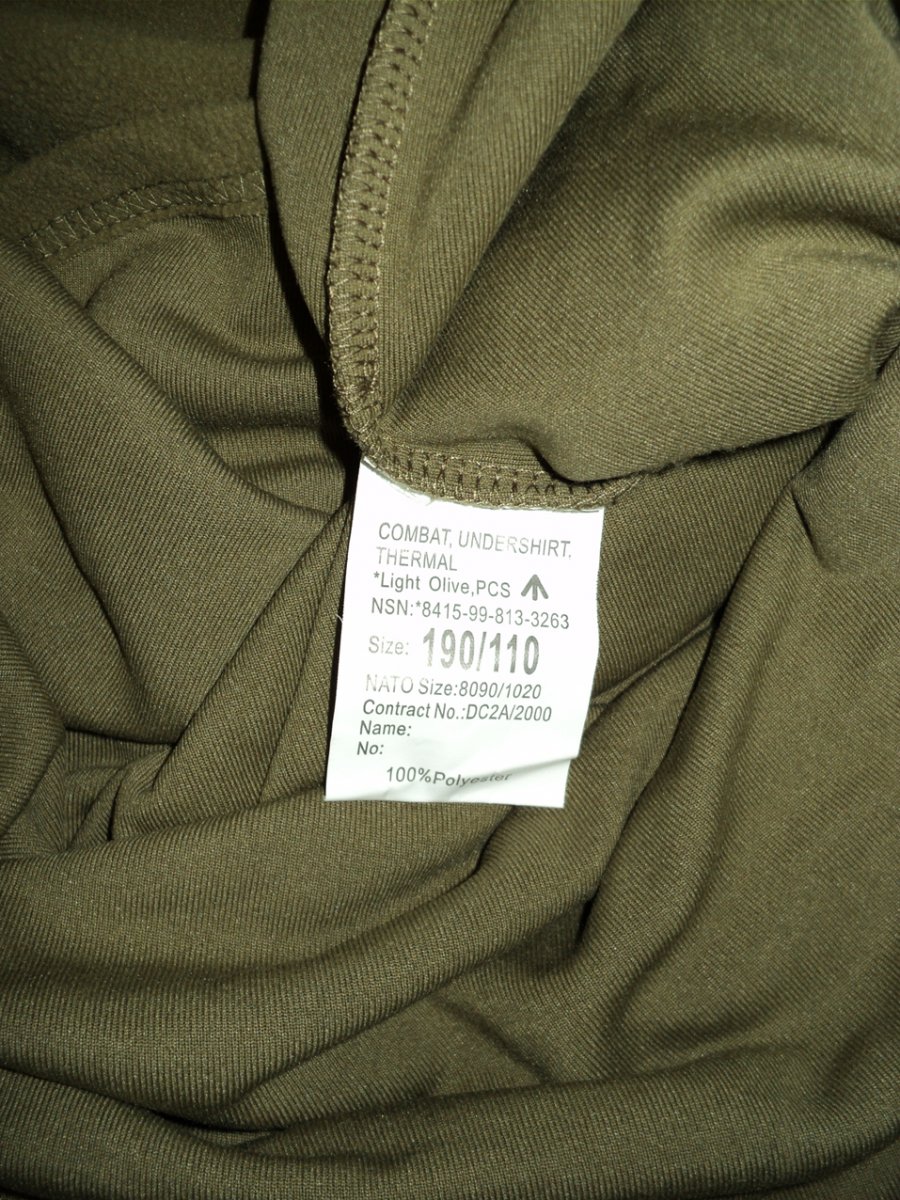 COMBAT, UNDERSHIRT,
THERMAL
*Light Olive,PCS
NSN:*8415-99-813-3263
Size: 190/110
NATO Size:8090/1020
Contract No.:DC2A/2000
Name:
No:
100%Polyester